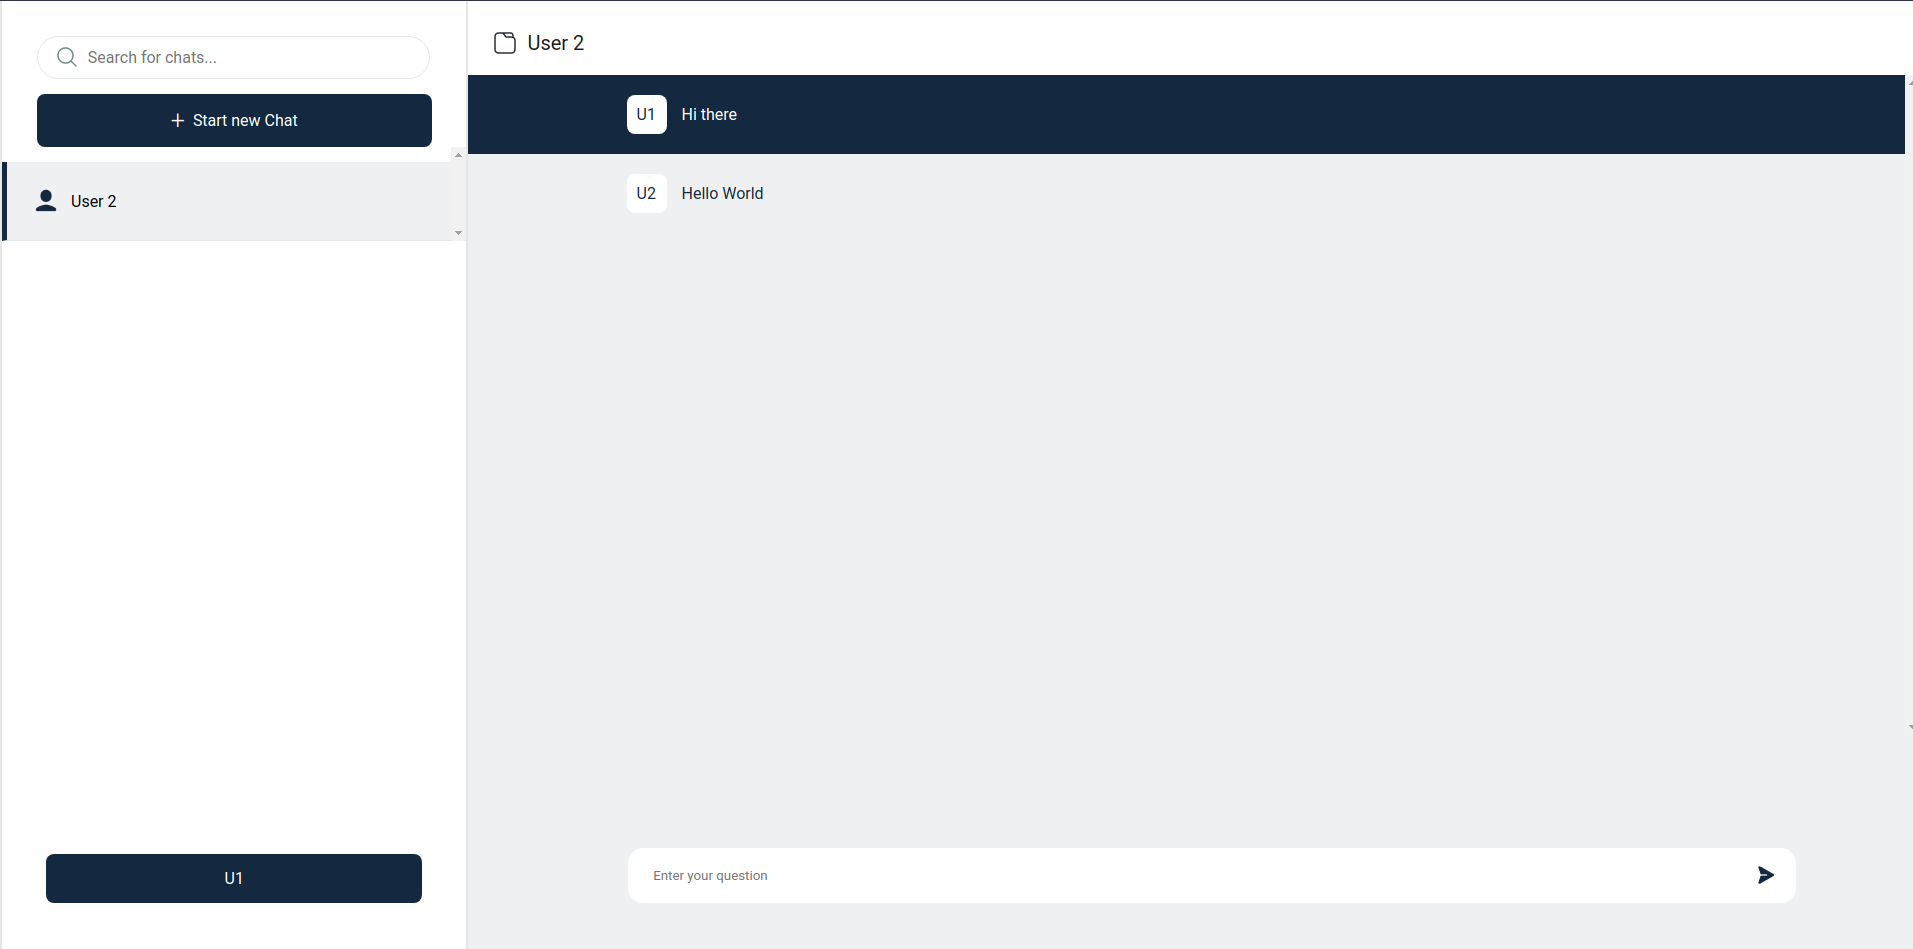 Search for chats...
Start new Chat
User 2
U1
User 2
U1 Hi there
U2 Hello World
Enter your question